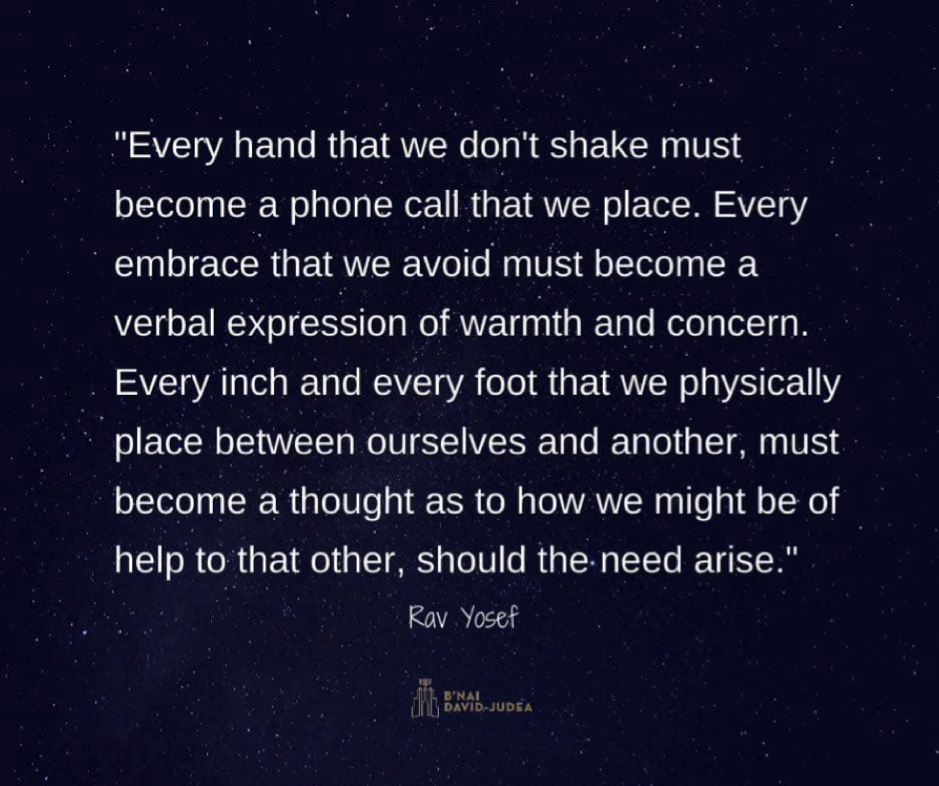 "Every hand that we don't shake must
become a phone call that we place. Every
embrace that we avoid must become a
verbal expression of warmth and concern.
Every inch and every foot that we physically
place between ourselves and another, must
become a thought as to how we might be of
help to that other, should the need arise."
Rav Yosef
B'NAI
DAVID-JUDEA